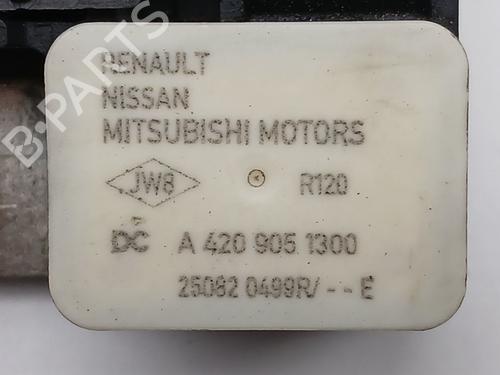 B-PARTS
RENAULT
NISSAN
MITSUBISHI MOTORS
JW8 R120
DC A 420 905 1300
25082 0499R/--E